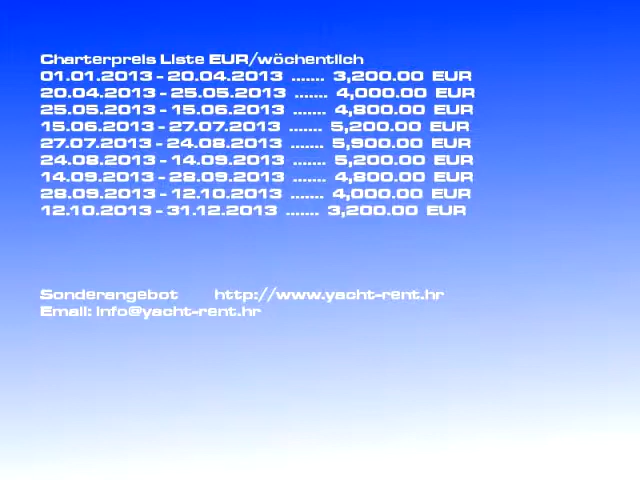 Charterpreis Liste EUR/wöchentlich
01.01.2013 - 20.04.2013 ....... 3,200.00 EUR
20.04.2013 - 25.05.2013 ....... 4,000.00 EUR
25.05.2013 - 15.06.2013 ....... 4,800.00 EUR
15.06.2013 - 27.07.2013 ....... 5,200.00 EUR
27.07.2013 - 24.08.2013 ....... 5,900.00 EUR
24.08.2013 - 14.09.2013 ....... 5,200.00 EUR
14.09.2013 - 28.09.2013 ....... 4,800.00 EUR
28.09.2013 - 12.10.2013 ....... 4,000.00 EUR
12.10.2013 - 31.12.2013 ....... 3,200.00 EUR
Sonderangebot http://www.yacht-rent.hr
Email: info@yacht-rent.hr